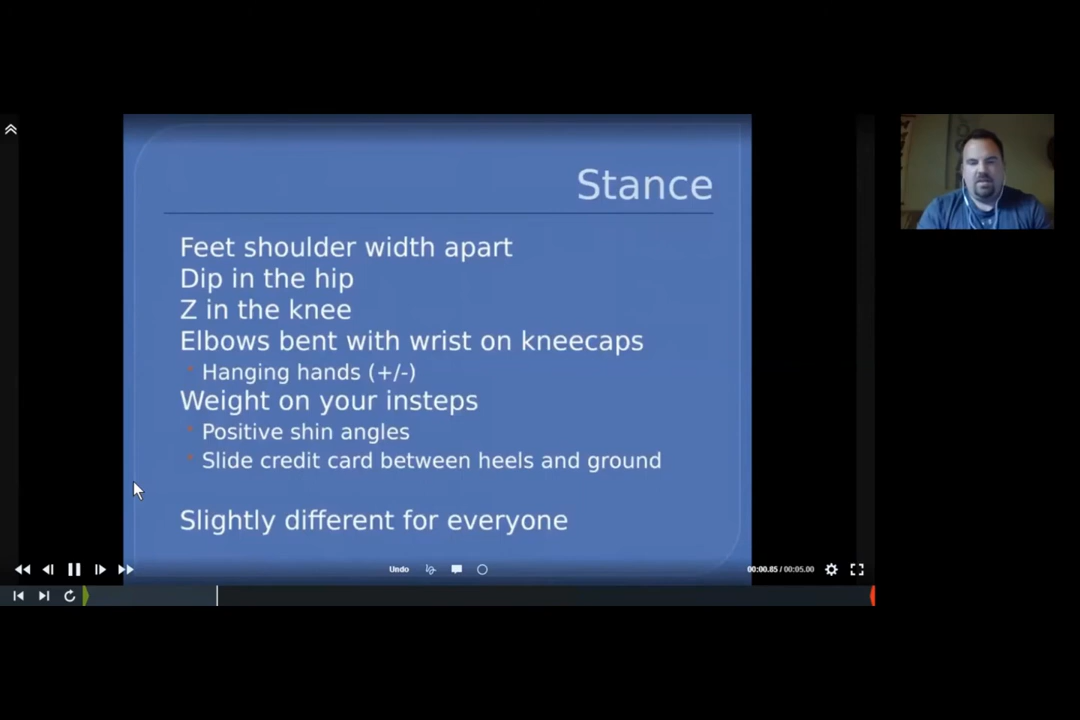 Stance
Feet shoulder width apart
Dip in the hip
Z in the knee
Elbows bent with wrist on kneecaps
Hanging hands (+/-)
Weight on your insteps
Positive shin angles
Slide credit card between heels and ground
Slightly different for everyone
Undo
00:00.85 / 00:05.00